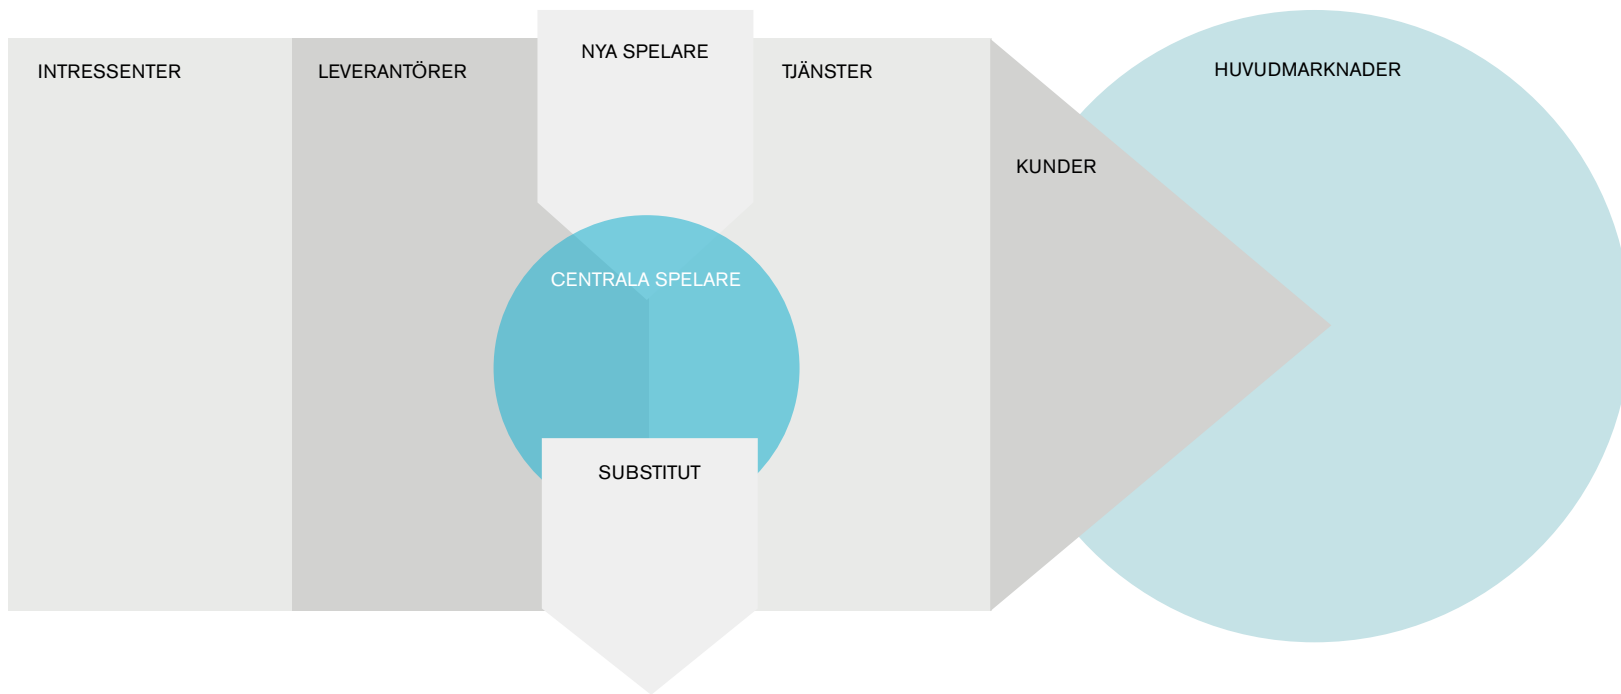 INTRESSENTER
LEVERANTÖRER
NYA SPELARE
TJÄNSTER
KUNDER
HUVUDMARKNADER
CENTRALA SPELARE
SUBSTITUT